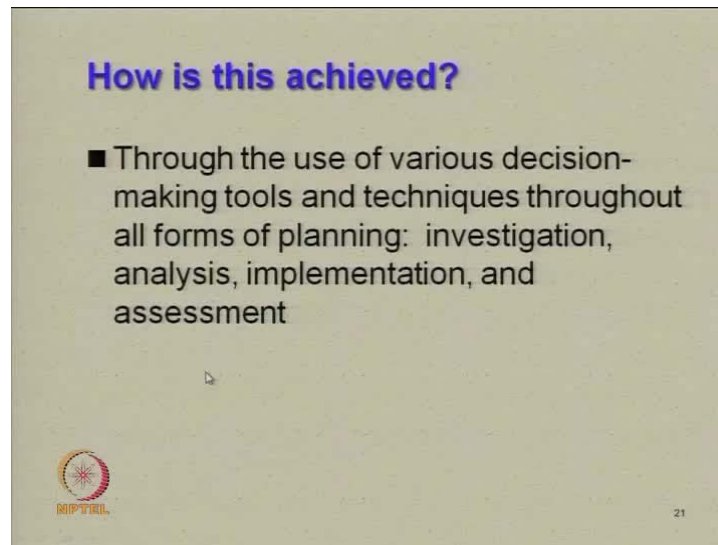 How is this achieved?
■ Through the use of various decision-
making tools and techniques throughout
all forms of planning: investigation,
analysis, implementation, and
assessment
NPTEL
21